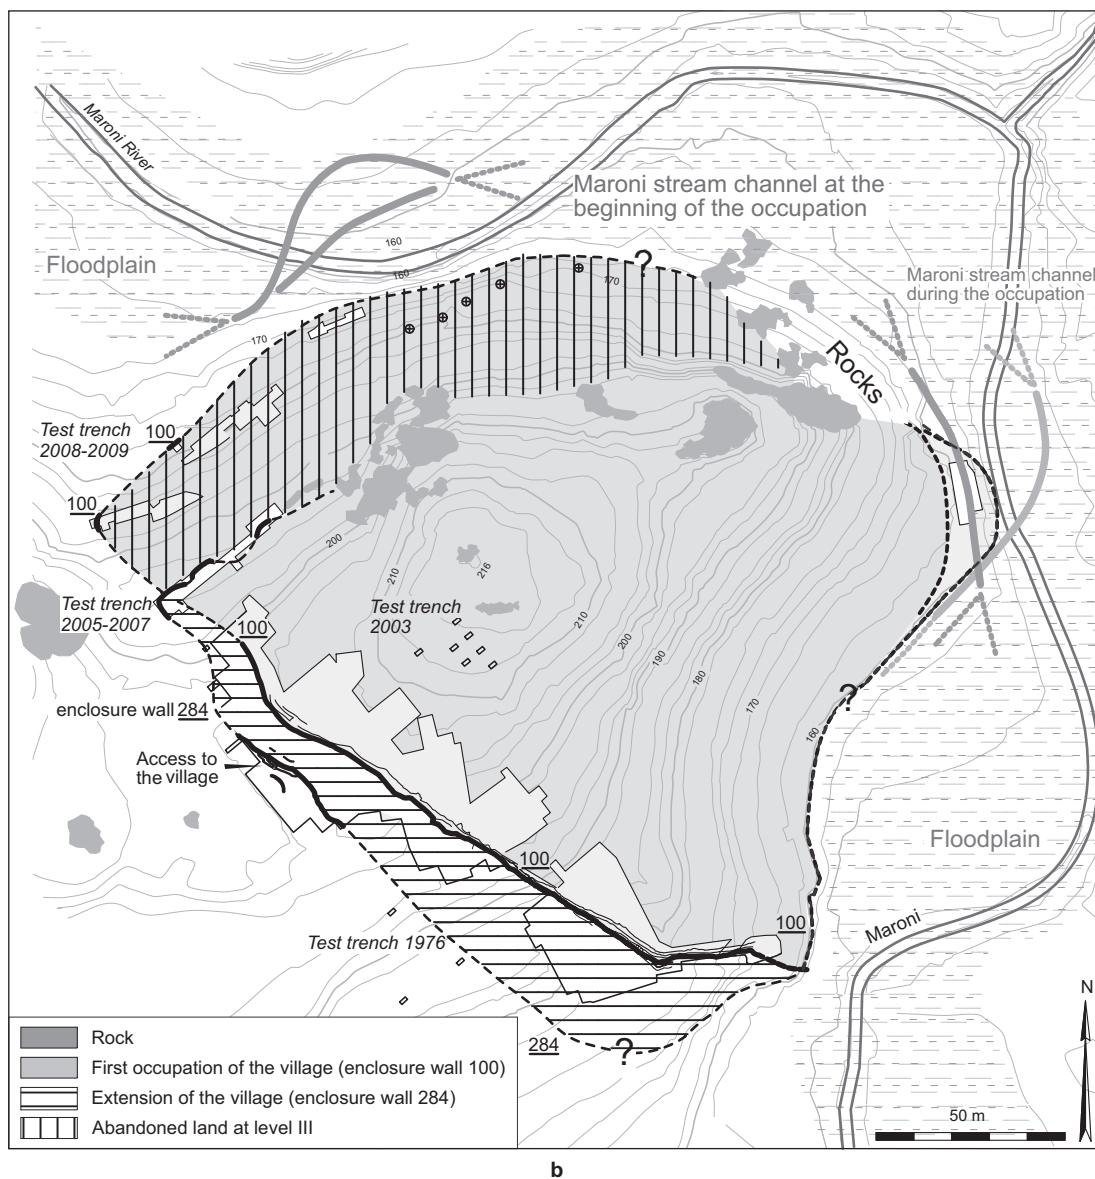 Maroni River
Maroni stream channel at the
beginning of the occupation
160
160
Floodplain
?
170
Maroni stream channel
during the occupation
170
Rocks
Test trench
2008-2009
100
100
200
210
216
Test trench
2003
210
200
190
180
170
160
?
Test trench
2005-2007
100
enclosure wall 284
Access to
the village
Floodplain
100
100
Maroni
Test trench 1976
284
?
N
Rock
First occupation of the village (enclosure wall 100)
Extension of the village (enclosure wall 284)
Abandoned land at level III
50 m
b